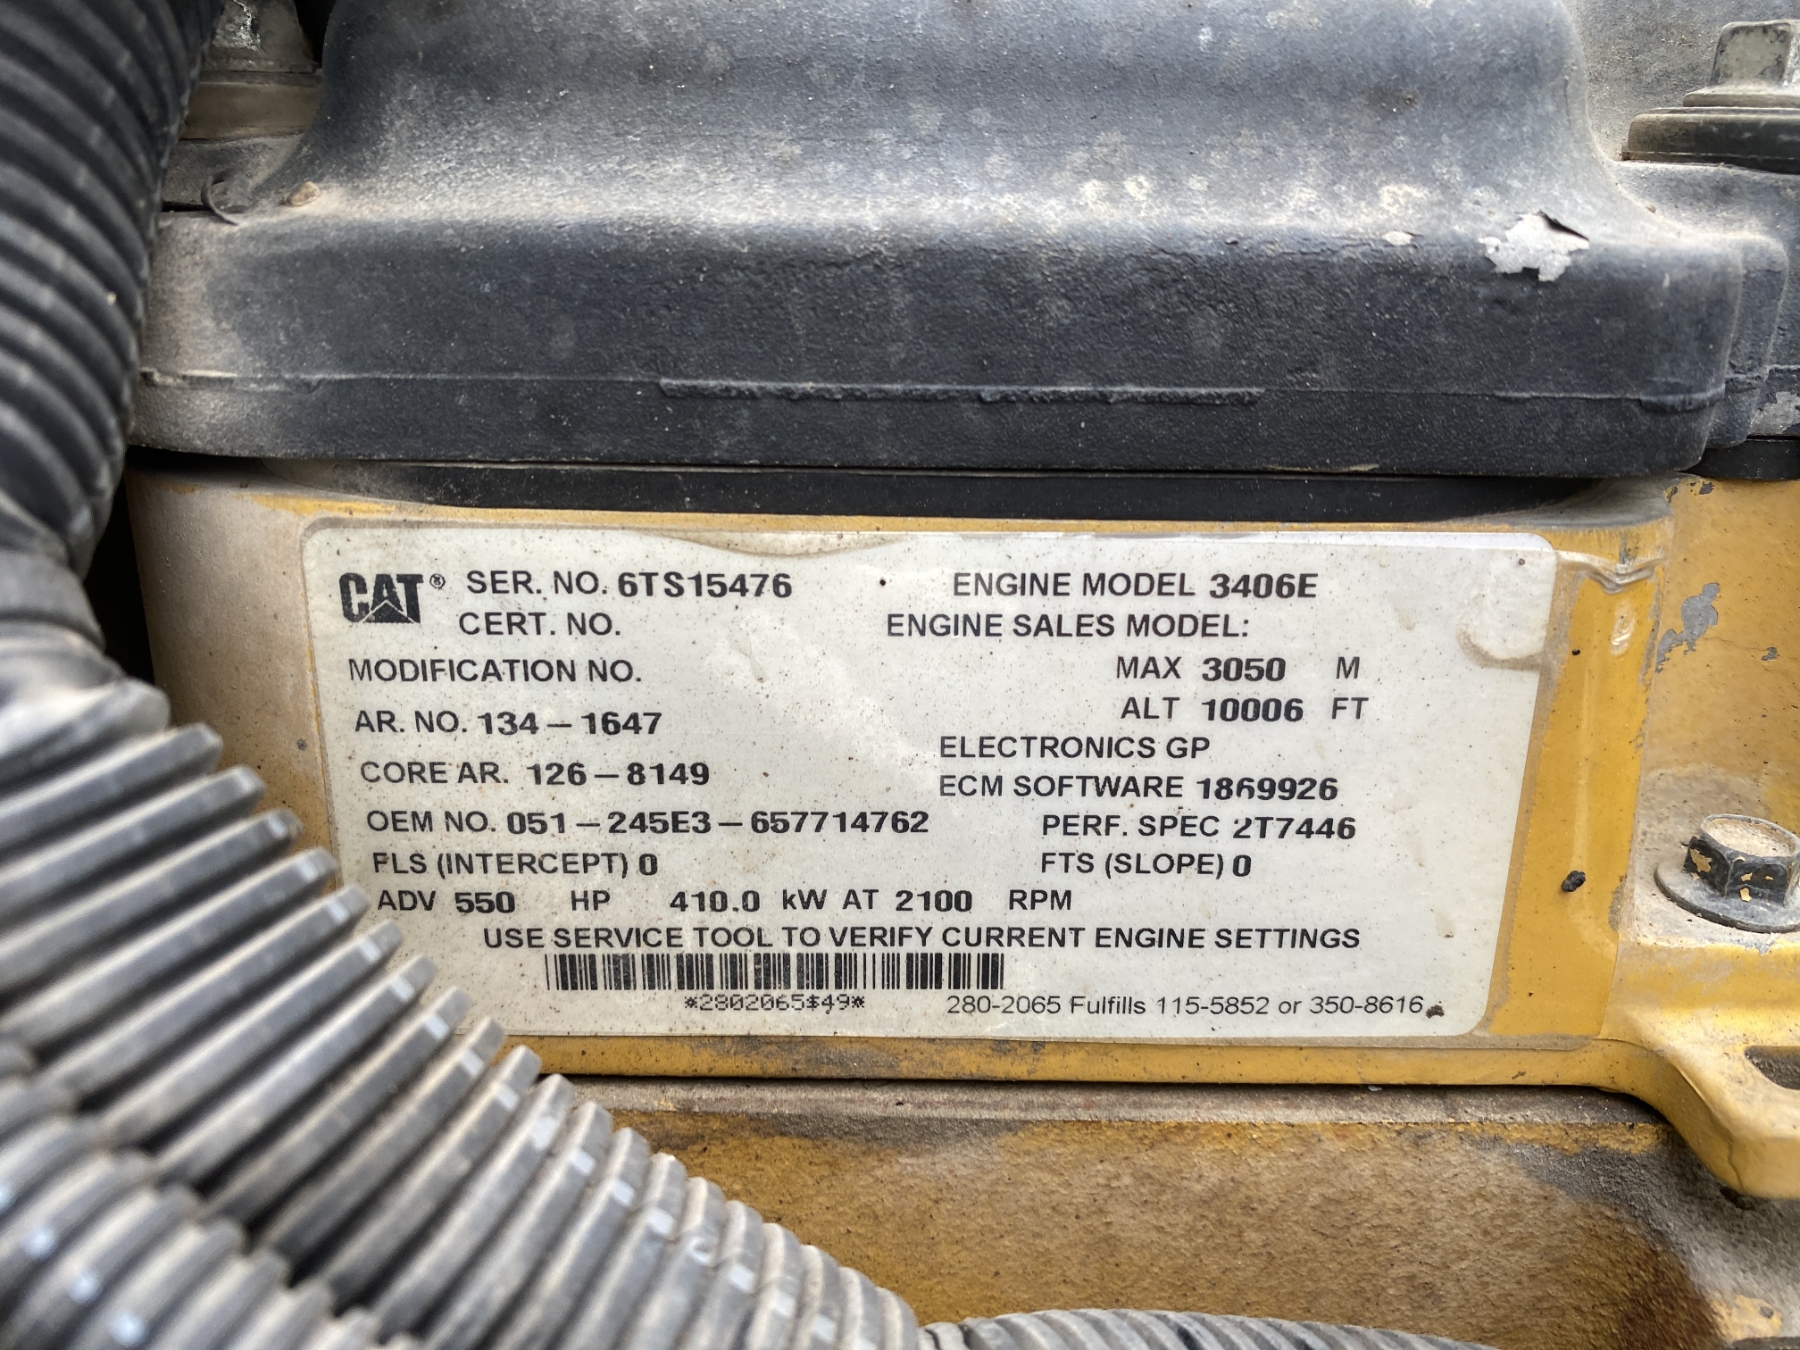 CAT® SER. NO. 6TS15476 ENGINE MODEL 3406E
CERT. NO. ENGINE SALES MODEL:
MODIFICATION NO. MAX 3050 M
AR. NO. 134-1647 ALT 10006 FT
ELECTRONICS GP
CORE AR. 126-8149 ECM SOFTWARE 1869926
OEM NO. 051-245E3-657714762 PERF. SPEC 2T7446
FLS (INTERCEPT) 0 FTS (SLOPE) 0
ADV 550 HP 410.0 kW AT 2100 RPM
USE SERVICE TOOL TO VERIFY CURRENT ENGINE SETTINGS
*2802065$49* 280-2065 Fulfills 115-5852 or 350-8616